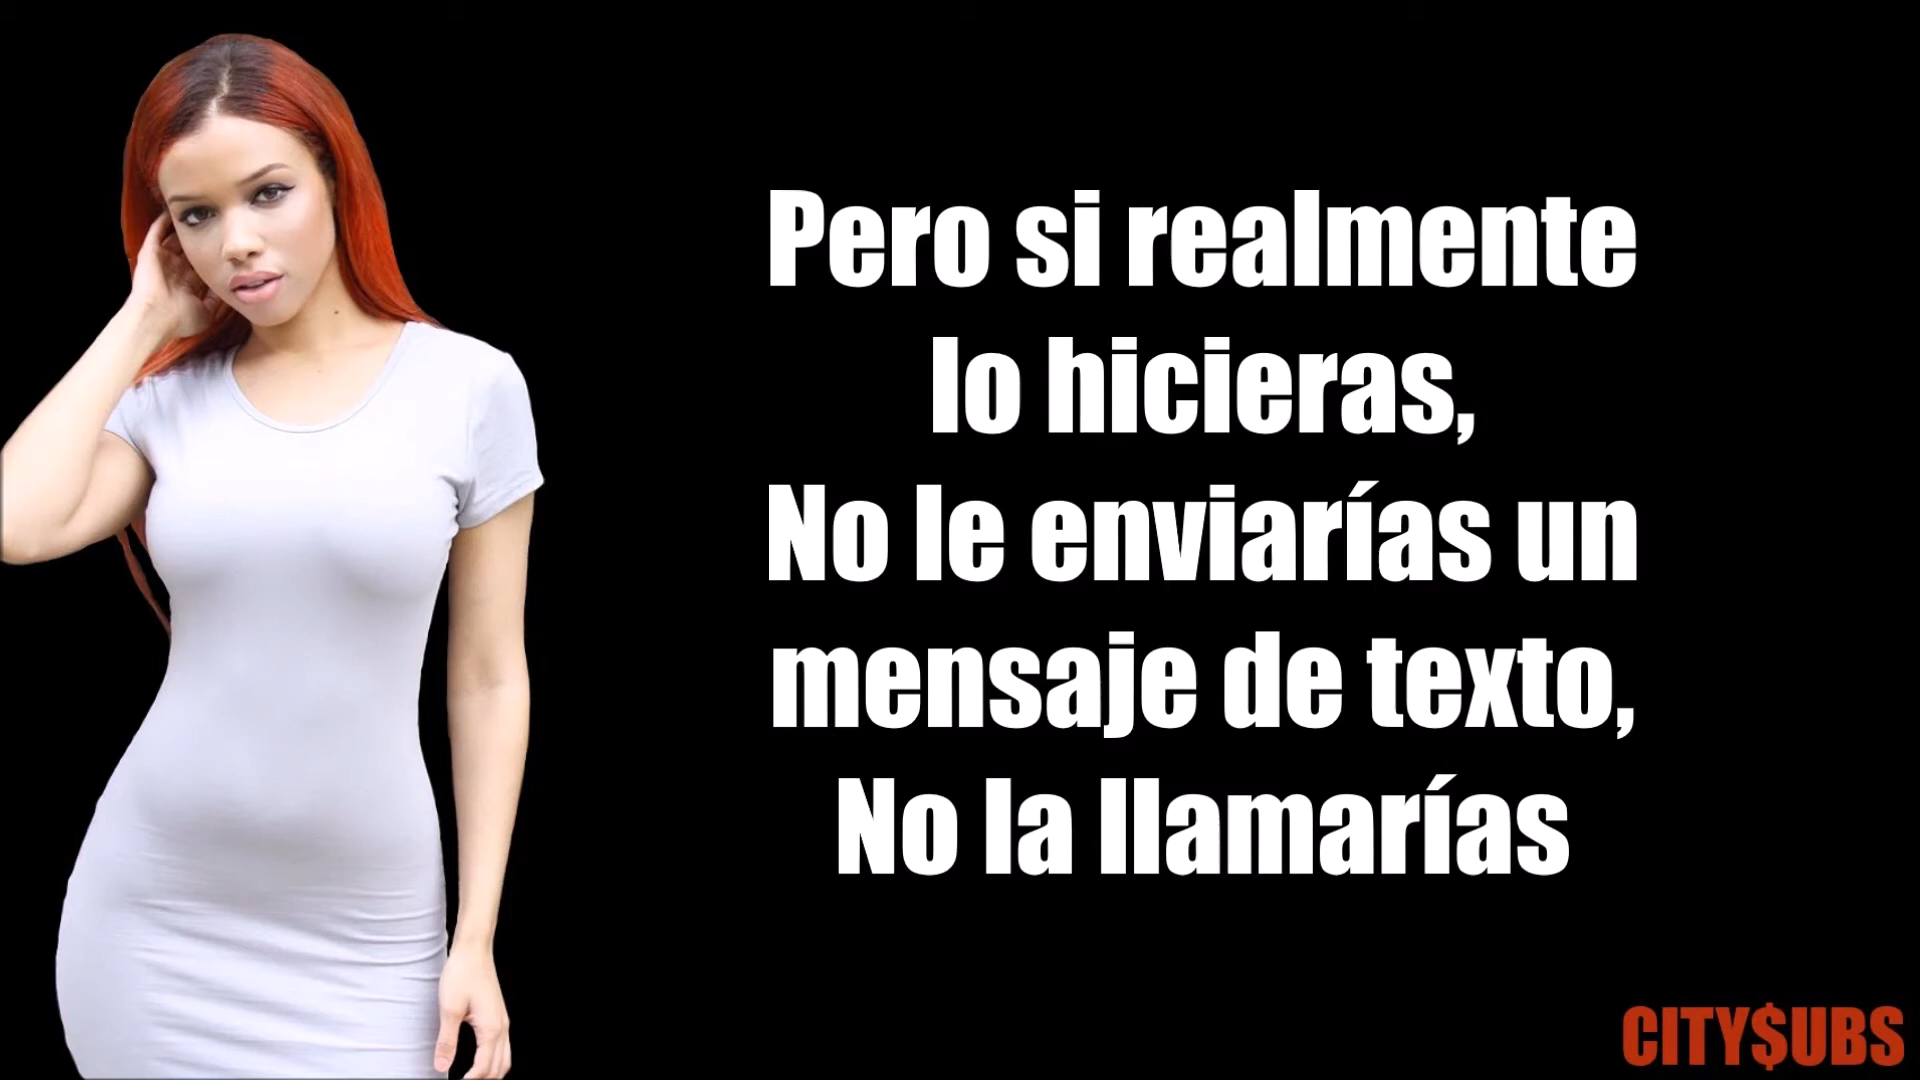 Pero si realmente
lo hicieras,
No le enviarías un
mensaje de texto,
No la llamarías
CITY$UBS